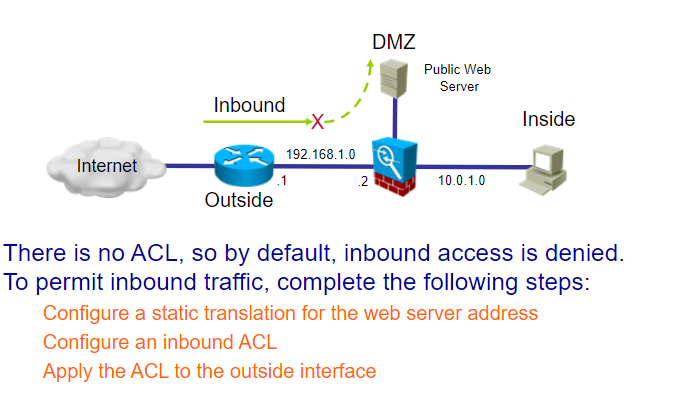 DMZ
Public Web
Server
Inbound
X
Inside
192.168.1.0
Internet
.1
.2
10.0.1.0
Outside
There is no ACL, so by default, inbound access is denied.
To permit inbound traffic, complete the following steps:
Configure a static translation for the web server address
Configure an inbound ACL
Apply the ACL to the outside interface